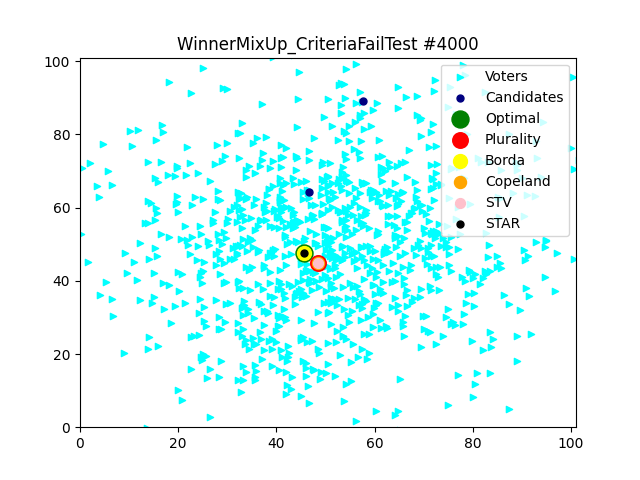 WinnerMixUp_CriteriaFailTest #4000
100
80
60
40
20
0
0
20
40
60
80
100
Voters
Candidates
Optimal
Plurality
Borda
Copeland
STV
STAR